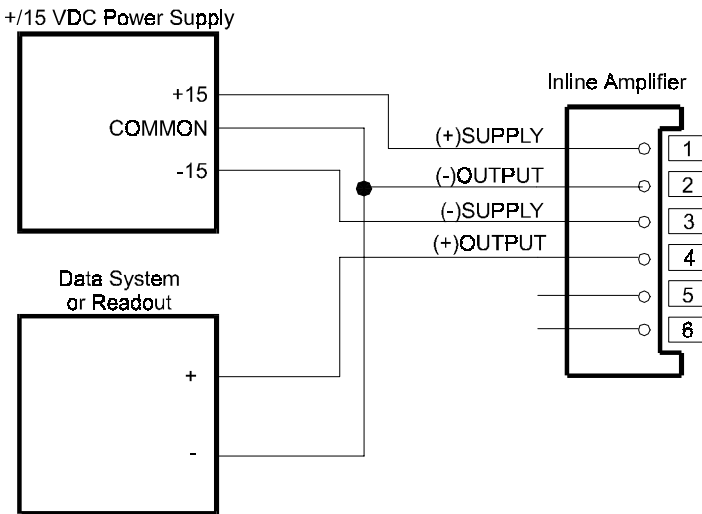 +/15 VDC Power Supply
+15
COMMON
-15
Inline Amplifier
(+)SUPPLY
(-)OUTPUT
(-)SUPPLY
(+)OUTPUT
1
2
3
4
5
6
Data System
or Readout
+
-